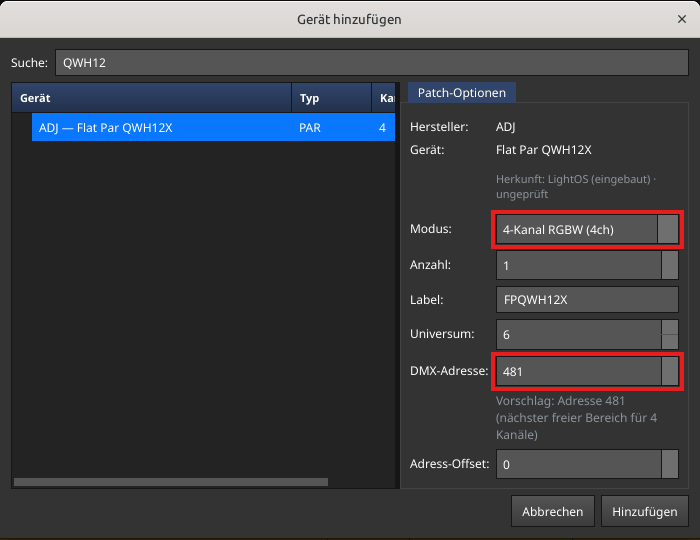 Gerät hinzufügen
Suche: QWH12
Gerät Typ Ka
ADJ — Flat Par QWH12X PAR 4
Patch-Optionen
Hersteller: ADJ
Gerät: Flat Par QWH12X
Herkunft: LightOS (eingebaut) ·
ungeprüft
Modus: 4-Kanal RGBW (4ch)
Anzahl: 1
Label: FPQWH12X
Universum: 6
DMX-Adresse: 481
Vorschlag: Adresse 481
(nächster freier Bereich für 4
Kanäle)
Adress-Offset: 0
Abbrechen Hinzufügen